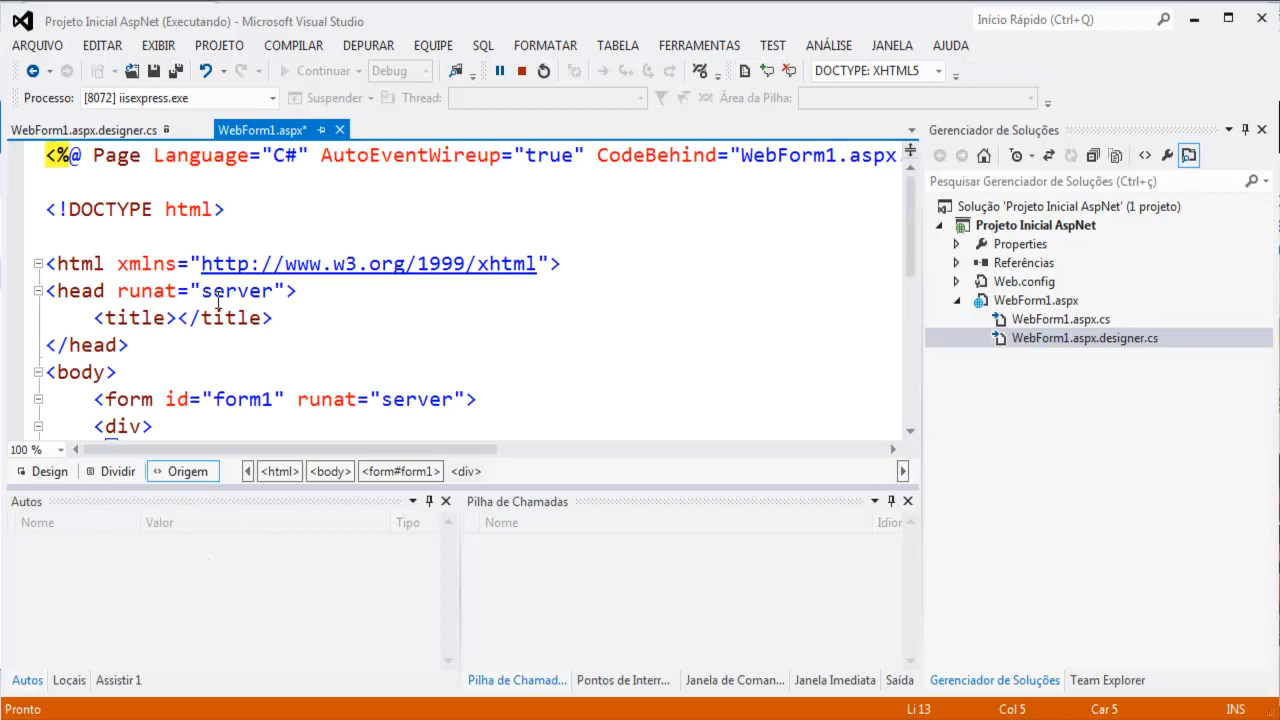 Projeto Inicial AspNet (Executando) - Microsoft Visual Studio
Início Rápido (Ctrl+Q)
ARQUIVO EDITAR EXIBIR PROJETO COMPILAR DEPURAR EQUIPE SQL FORMATAR TABELA FERRAMENTAS TEST ANÁLISE JANELA AJUDA
Continuar Debug DOCTYPE: XHTML5
Processo: [8072] iisexpress.exe Suspender Thread: Área da Pilha:
WebForm1.aspx.designer.cs WebForm1.aspx*
<%@ Page Language="C#" AutoEventWireup="true" CodeBehind="WebForm1.aspx.
<!DOCTYPE html>
<html xmlns="http://www.w3.org/1999/xhtml">
<head runat="server">
<title></title>
</head>
<body>
<form id="form1" runat="server">
<div>
100 %
Design Dividir Origem <html> <body> <form#form1> <div>
Gerenciador de Soluções
Pesquisar Gerenciador de Soluções (Ctrl+ç)
Solução 'Projeto Inicial AspNet' (1 projeto)
Projeto Inicial AspNet
Properties
Referências
Web.config
WebForm1.aspx
WebForm1.aspx.cs
WebForm1.aspx.designer.cs
Autos
Nome Valor Tipo
Pilha de Chamadas
Nome Idior
Autos Locais Assistir 1
Pilha de Chamad... Pontos de Interr... Janela de Coman... Janela Imediata Saída
Gerenciador de Soluções Team Explorer
Pronto Li 13 Col 5 Car 5 INS